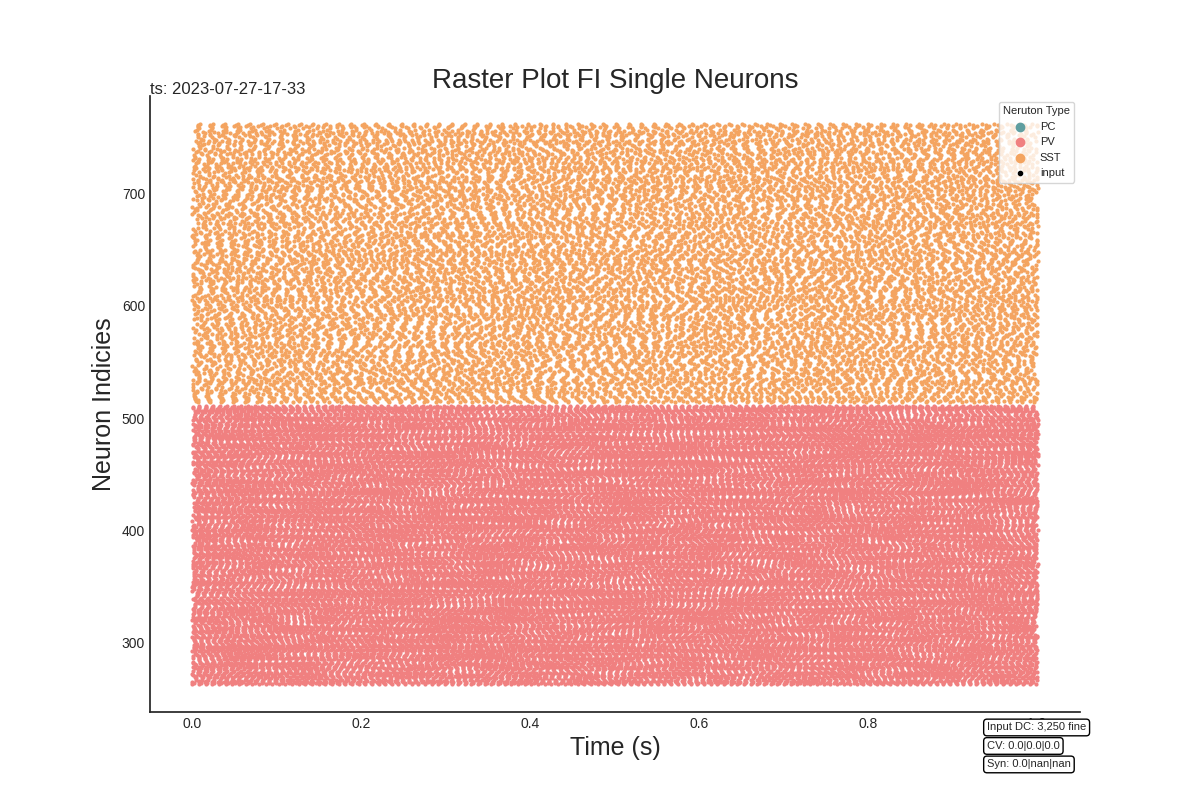 Raster Plot FI Single Neurons
ts: 2023-07-27-17-33
Neruton Type
PC
PV
SST
input
700
600
500
400
300
Neuron Indicies
0.0 0.2 0.4 0.6 0.8
Time (s)
Input DC: 3,250 fine
CV: 0.0|0.0|0.0
Syn: 0.0|nan|nan